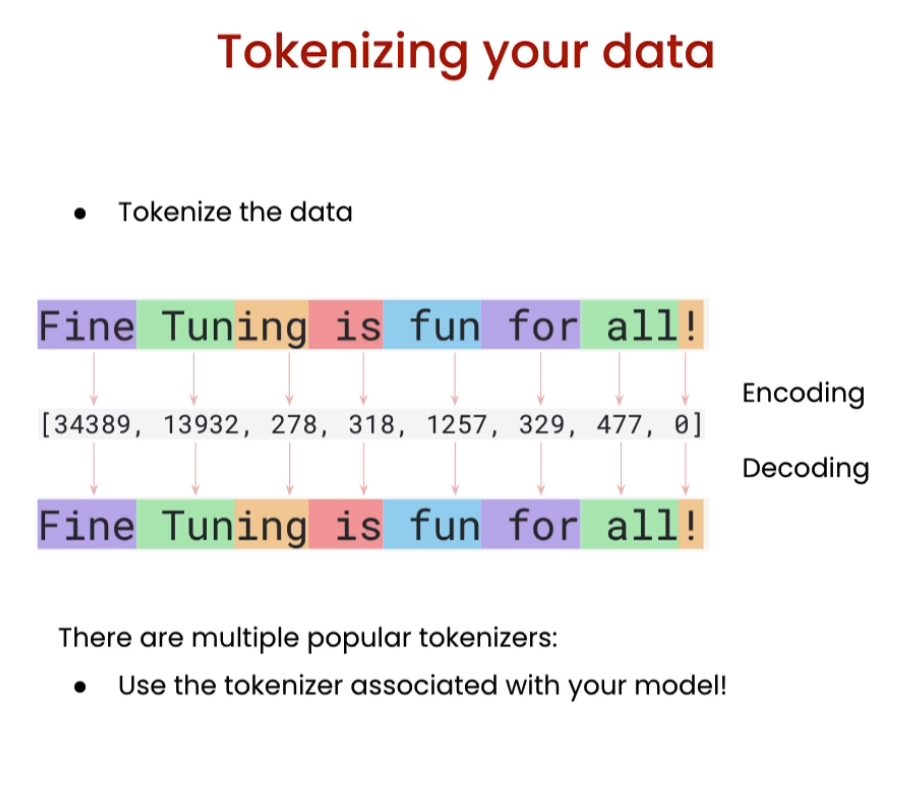 Tokenizing your data
● Tokenize the data
Fine Tuning is fun for all!
Encoding
[34389, 13932, 278, 318, 1257, 329, 477, 0]
Decoding
Fine Tuning is fun for all!
There are multiple popular tokenizers:
● Use the tokenizer associated with your model!